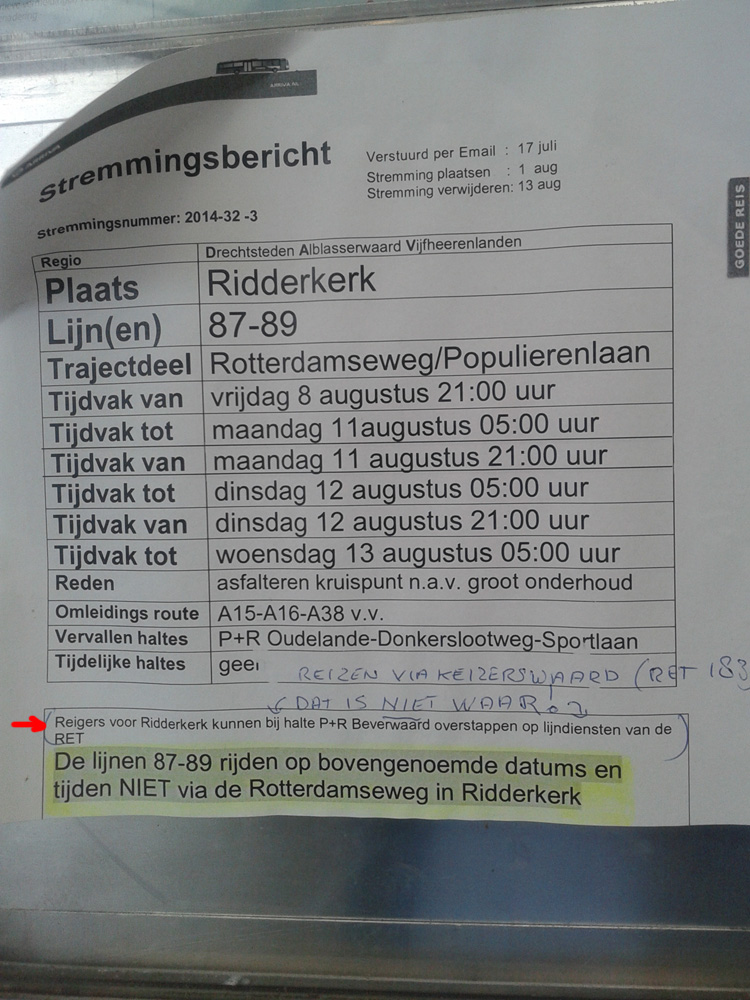 ARRIVA.NL
ARRIVA
Stremmingsbericht
Verstuurd per Email : 17 juli
Stremming plaatsen : 1 aug
Stremming verwijderen: 13 aug
Stremmingsnummer: 2014-32 -3
GOEDE REIS
Regio Drechtsteden Alblasserwaard Vijfheerenlanden
Plaats Ridderkerk
Lijn(en) 87-89
Trajectdeel Rotterdamseweg/Populierenlaan
Tijdvak van vrijdag 8 augustus 21:00 uur
Tijdvak tot maandag 11augustus 05:00 uur
Tijdvak van maandag 11 augustus 21:00 uur
Tijdvak tot dinsdag 12 augustus 05:00 uur
Tijdvak van dinsdag 12 augustus 21:00 uur
Tijdvak tot woensdag 13 augustus 05:00 uur
Reden asfalteren kruispunt n.a.v. groot onderhoud
Omleidings route A15-A16-A38 v.v.
Vervallen haltes P+R Oudelande-Donkerslootweg-Sportlaan
Tijdelijke haltes geen
REIZEN VIA KEIZERSWAARD (RET 183
DAT IS NIET WAAR
Reigers voor Ridderkerk kunnen bij halte P+R Beverwaard overstappen op lijndiensten van de
RET
De lijnen 87-89 rijden op bovengenoemde datums en
tijden NIET via de Rotterdamseweg in Ridderkerk